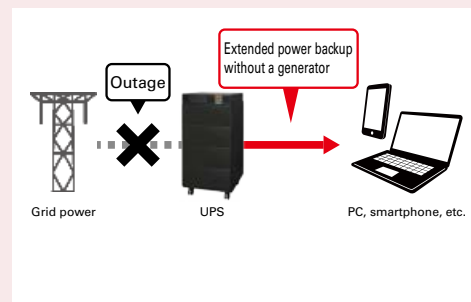 Extended power backup
without a generator
Outage
Grid power
UPS
PC, smartphone, etc.